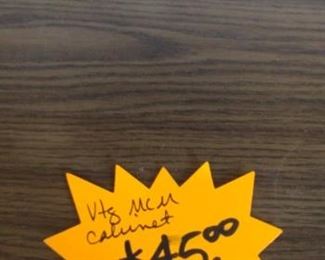 Vtg MCM
cabinet
$45.00